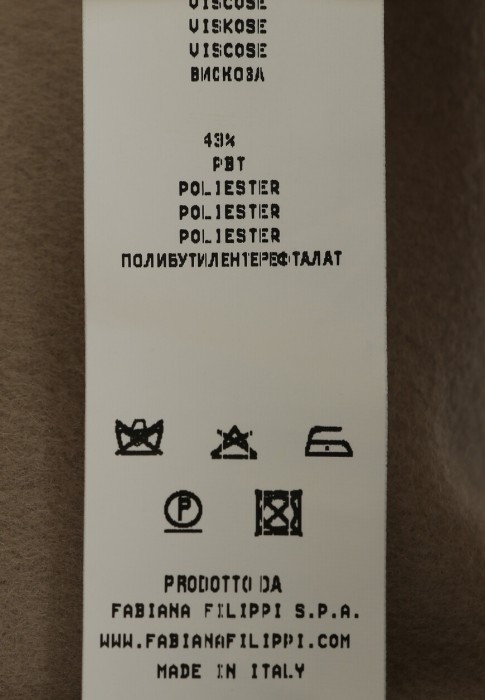 VISCOSE
VISKOSE
VISCOSE
ВИСКОЗА
43%
PBT
POLIESTER
POLIESTER
POLIESTER
ПОЛИБУТИЛЕНТЕРЕФТАЛАТ
P
PRODOTTO DA
FABIANA FILIPPI S.P.A.
WWW.FABIANAFILIPPI.COM
MADE IN ITALY